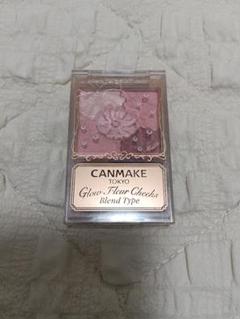 CANMAKE
TOKYO
Glow Fleur Cheeks
Blend Type